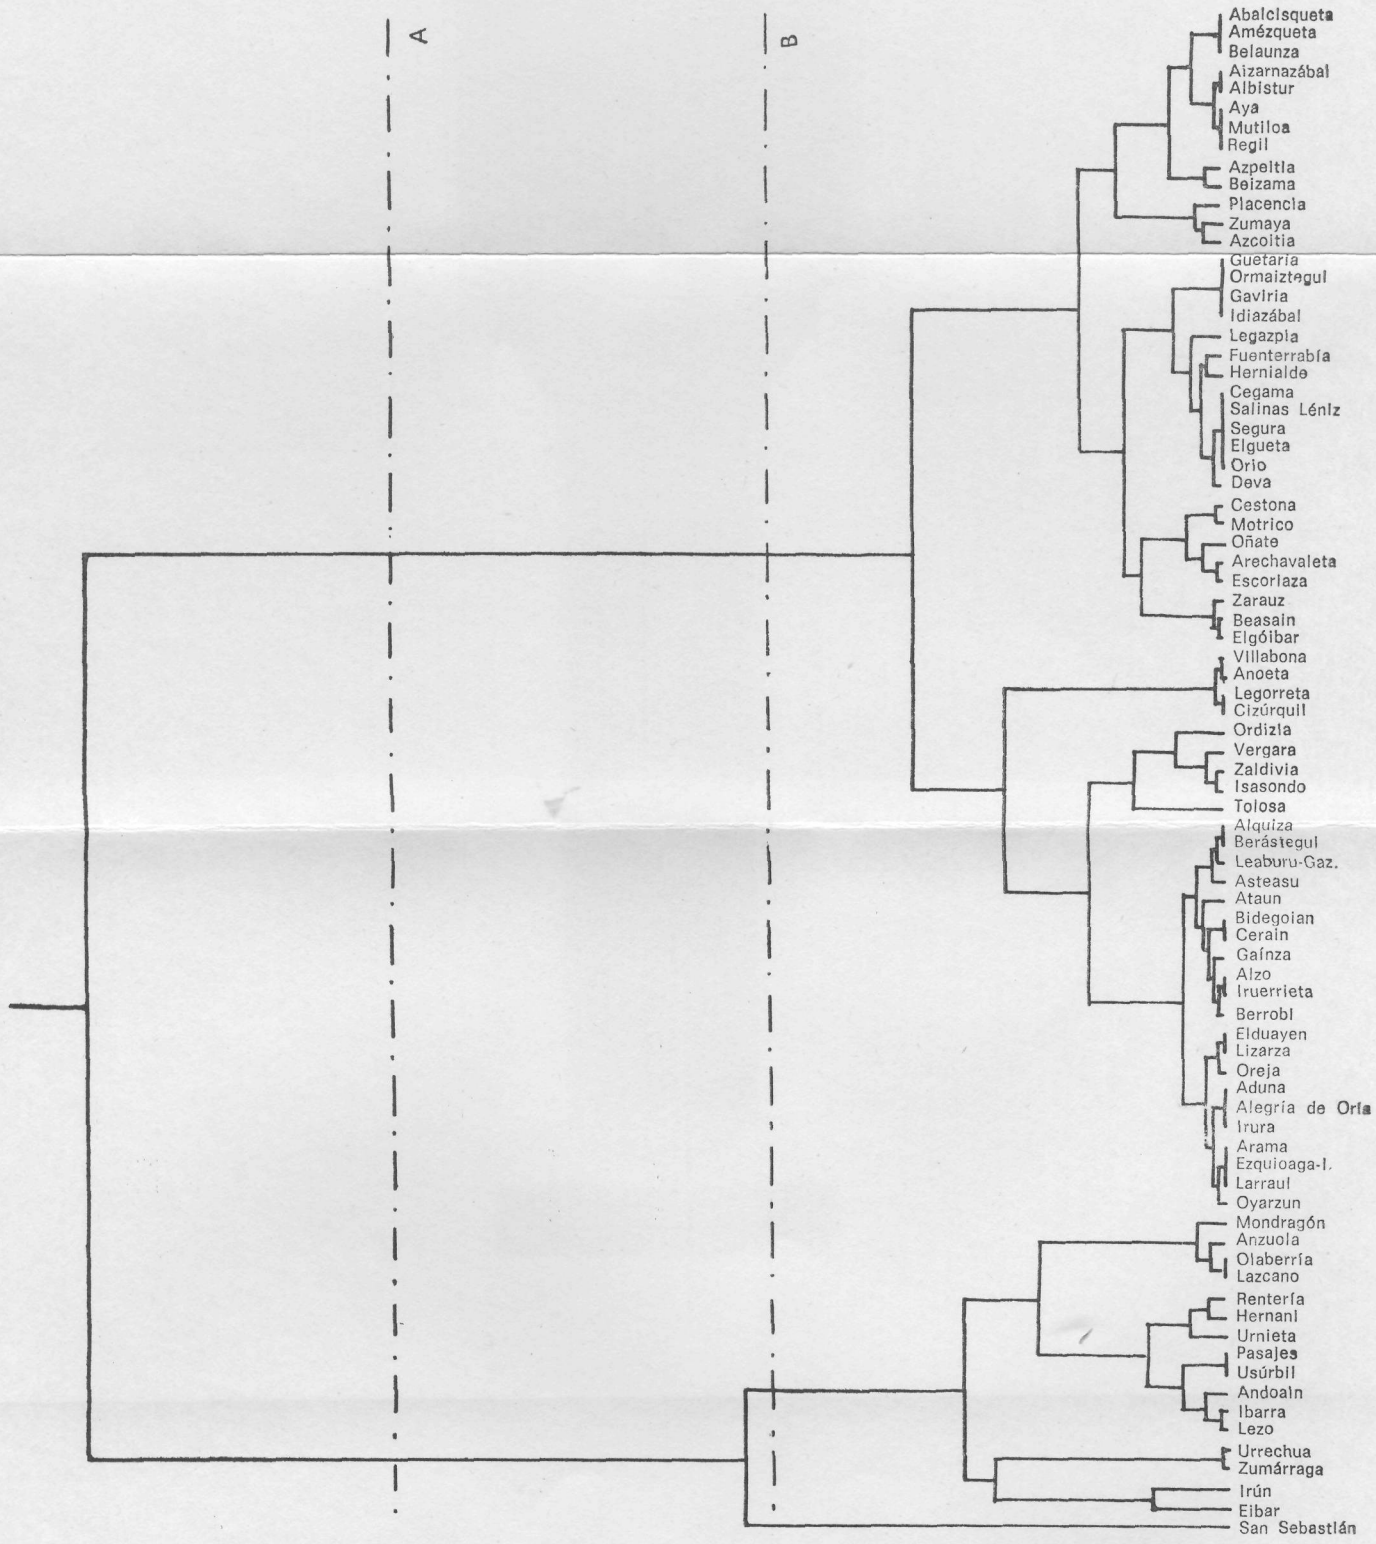 A
B
Abalcisqueta
Amézqueta
Belaunza
Aizarnazábal
Albistur
Aya
Mutiloa
Regil
Azpeitia
Beizama
Placencia
Zumaya
Azcoitia
Guetaria
Ormaiztegui
Gaviria
Idiazábal
Legazpia
Fuenterrabía
Hernialde
Cegama
Salinas Léniz
Segura
Elgueta
Orio
Deva
Cestona
Motrico
Oñate
Arechavaleta
Escoriaza
Zarauz
Beasain
Elgóibar
Villabona
Anoeta
Legorreta
Cizúrquil
Ordizia
Vergara
Zaldivia
Isasondo
Tolosa
Alquiza
Berástegui
Leaburu-Gaz.
Asteasu
Ataun
Bidegoian
Cerain
Gaínza
Alzo
Iruerrieta
Berrobi
Elduayen
Lizarza
Oreja
Aduna
Alegría de Oria
Irura
Arama
Ezquioaga-I.
Larraul
Oyarzun
Mondragón
Anzuola
Olaberría
Lazcano
Rentería
Hernani
Urnieta
Pasajes
Usúrbil
Andoain
Ibarra
Lezo
Urrechua
Zumárraga
Irún
Eibar
San Sebastián